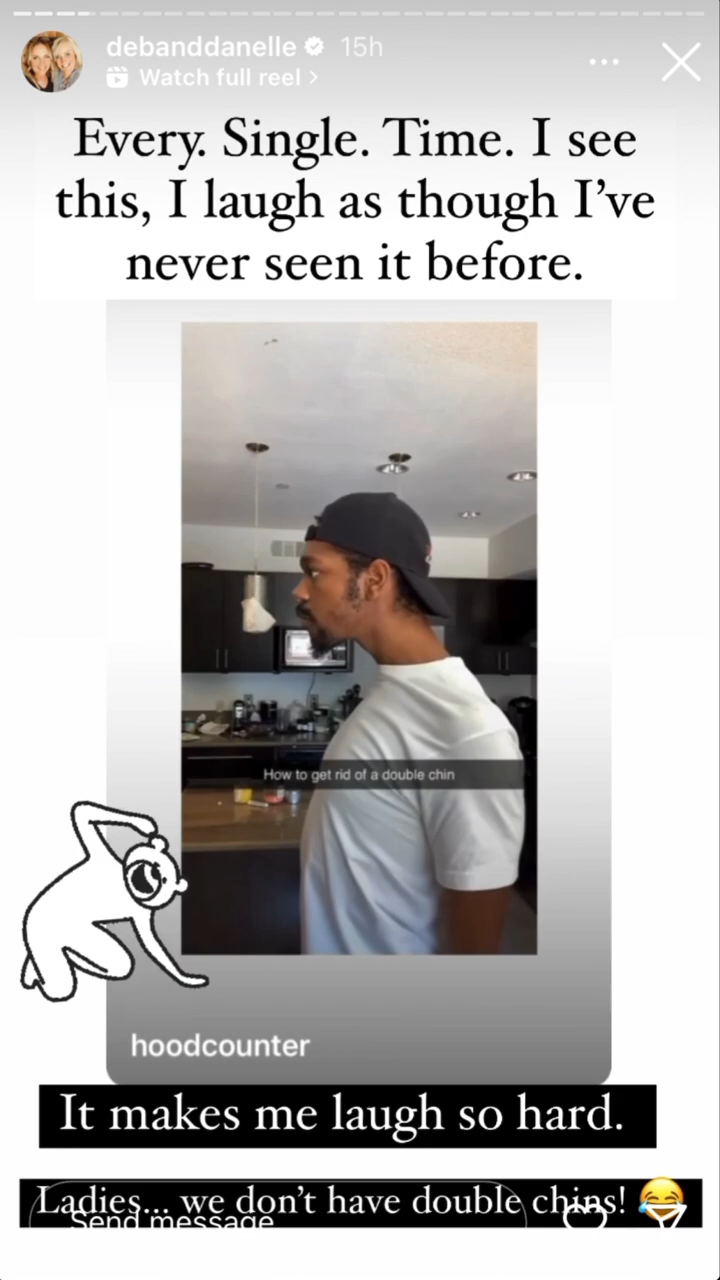 debanddanelle 15h
Watch full reel >
Every. Single. Time. I see
this, I laugh as though I've
never seen it before.
How to get rid of a double chin
hoodcounter
It makes me laugh so hard.
Ladies... we don't have double chins! 😂
Send message